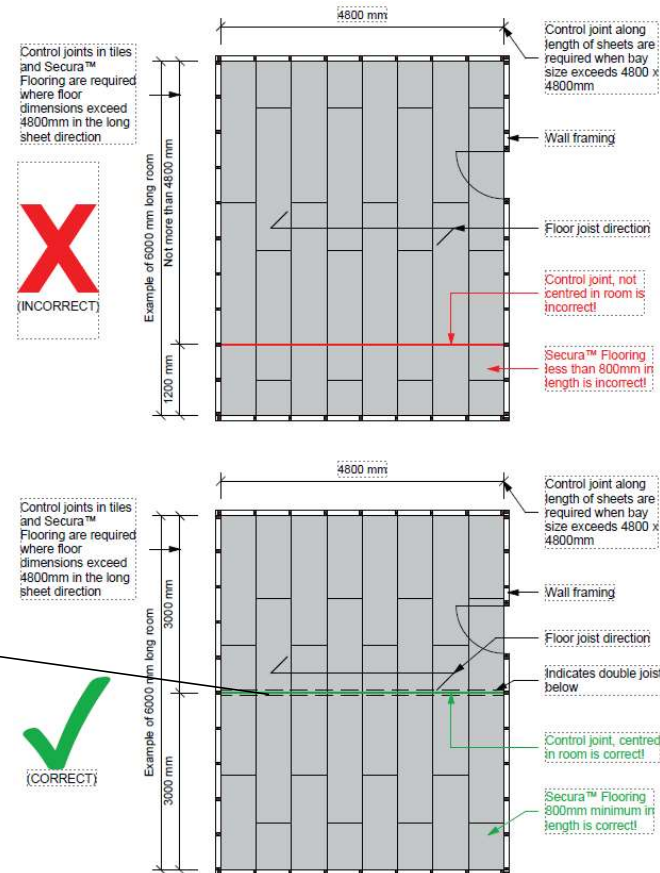 4800 mm
Control joints in tiles
and Secura™
Flooring are required
where floor
dimensions exceed
4800mm in the long
sheet direction
X
(INCORRECT)
Example of 6000 mm long room
Not more than 4800 mm
1200 mm
Control joint along
length of sheets are
required when bay
size exceeds 4800 x
4800mm
Wall framing
Floor joist direction
Control joint, not
centred in room is
incorrect!
Secura™ Flooring
less than 800mm in
length is incorrect!
4800 mm
Control joints in tiles
and Secura™
Flooring are required
where floor
dimensions exceed
4800mm in the long
sheet direction
(CORRECT)
Example of 6000 mm long room
3000 mm
3000 mm
Control joint along
length of sheets are
required when bay
size exceeds 4800 x
4800mm
Wall framing
Floor joist direction
Indicates double joist
below
Control joint, centred
in room is correct!
Secura™ Flooring
800mm minimum in
length is correct!